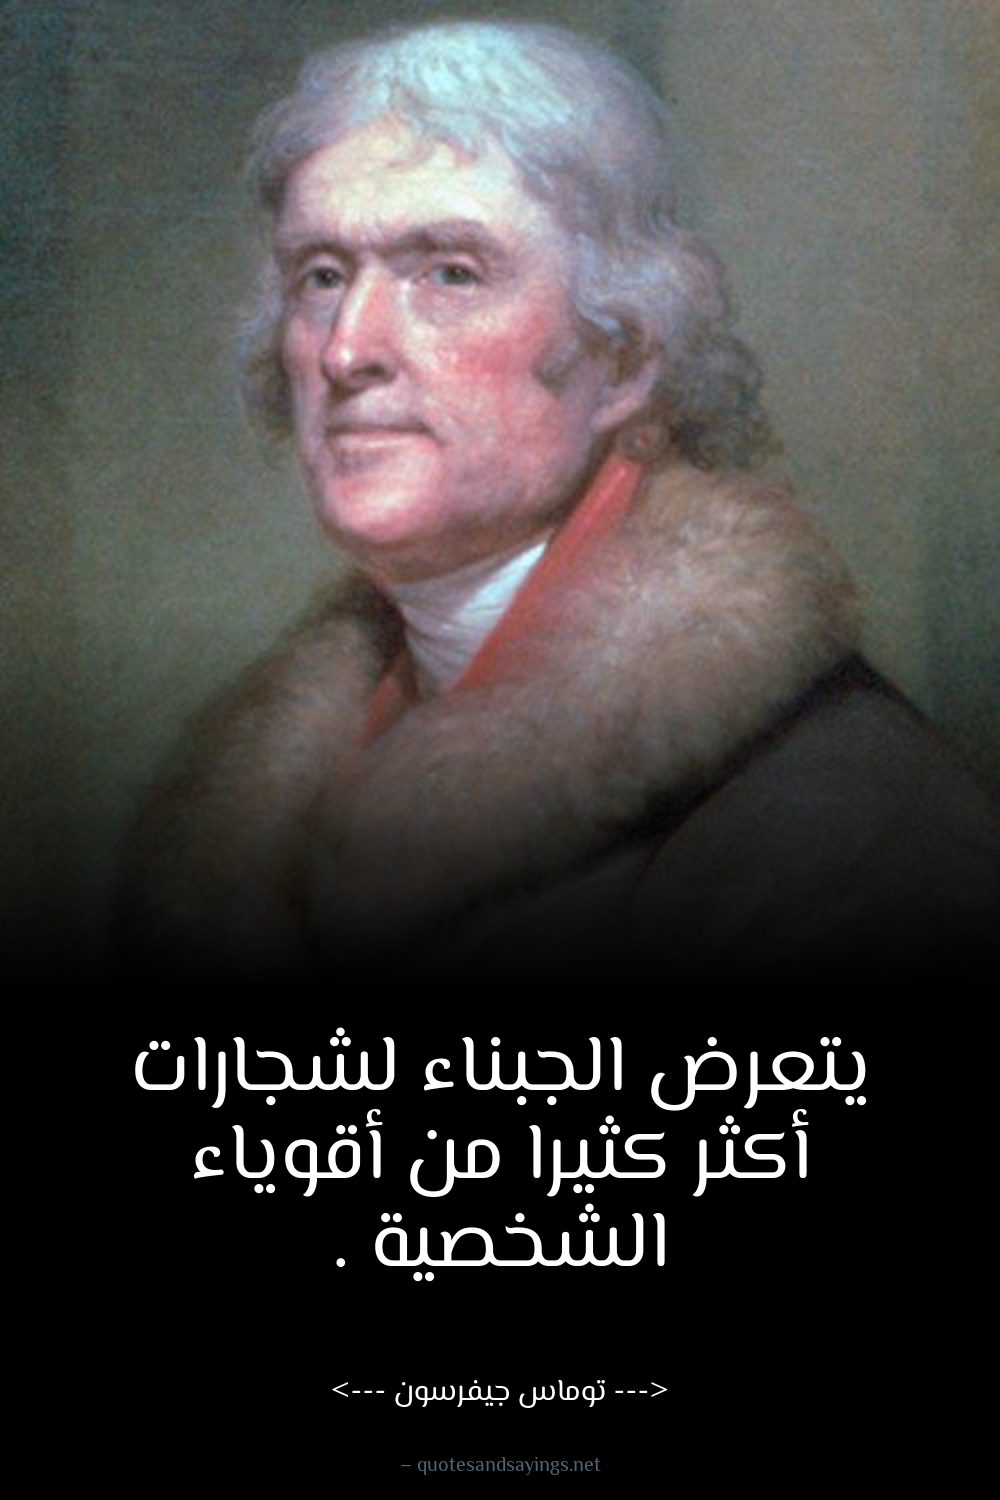 يتعرض الجبناء لشجارات
أكثر كثيرا من أقوياء
الشخصية .
<--- توماس جيفرسون --->
– quotesandsayings.net